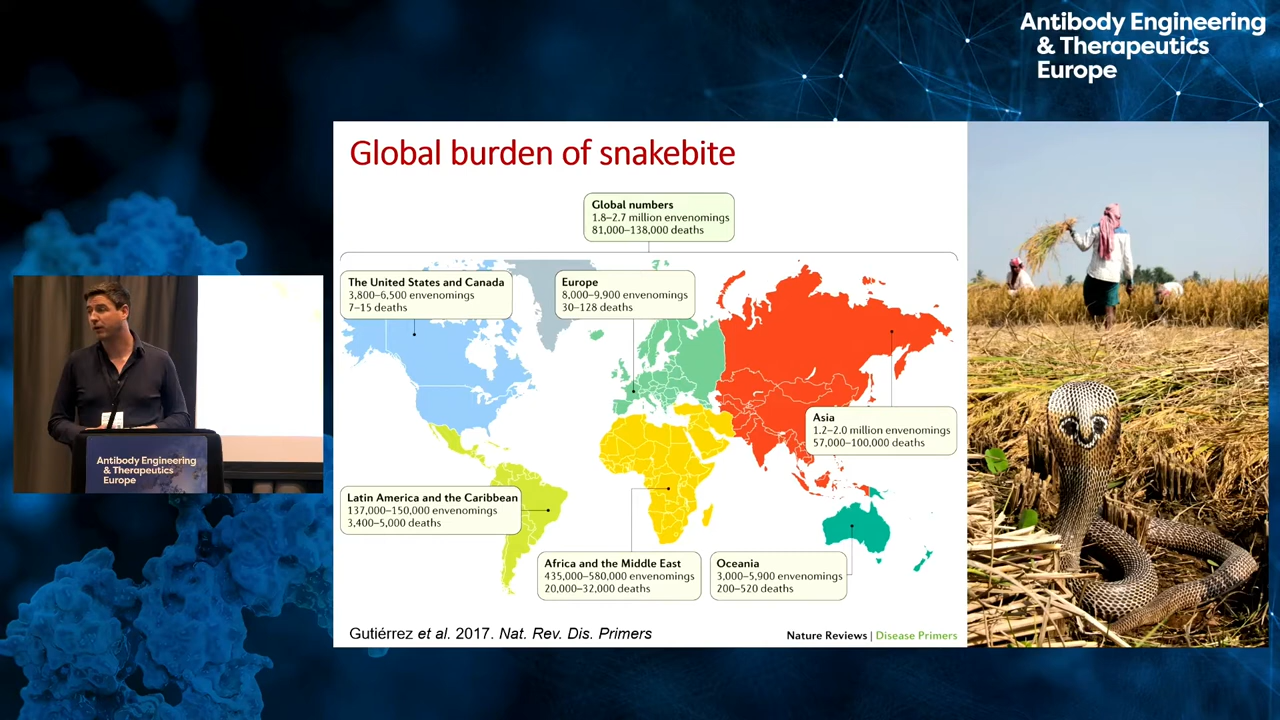 Antibody Engineering
& Therapeutics
Europe
Global burden of snakebite
Global numbers
1.8–2.7 million envenomings
81,000–138,000 deaths
The United States and Canada
3,800–6,500 envenomings
7–15 deaths
Europe
8,000–9,900 envenomings
30–128 deaths
Asia
1.2–2.0 million envenomings
57,000–100,000 deaths
Latin America and the Caribbean
137,000–150,000 envenomings
3,400–5,000 deaths
Africa and the Middle East
435,000–580,000 envenomings
20,000–32,000 deaths
Oceania
3,000–5,900 envenomings
200–520 deaths
Gutiérrez et al. 2017. Nat. Rev. Dis. Primers
Nature Reviews | Disease Primers
Antibody Engineering
& Therapeutics
Europe